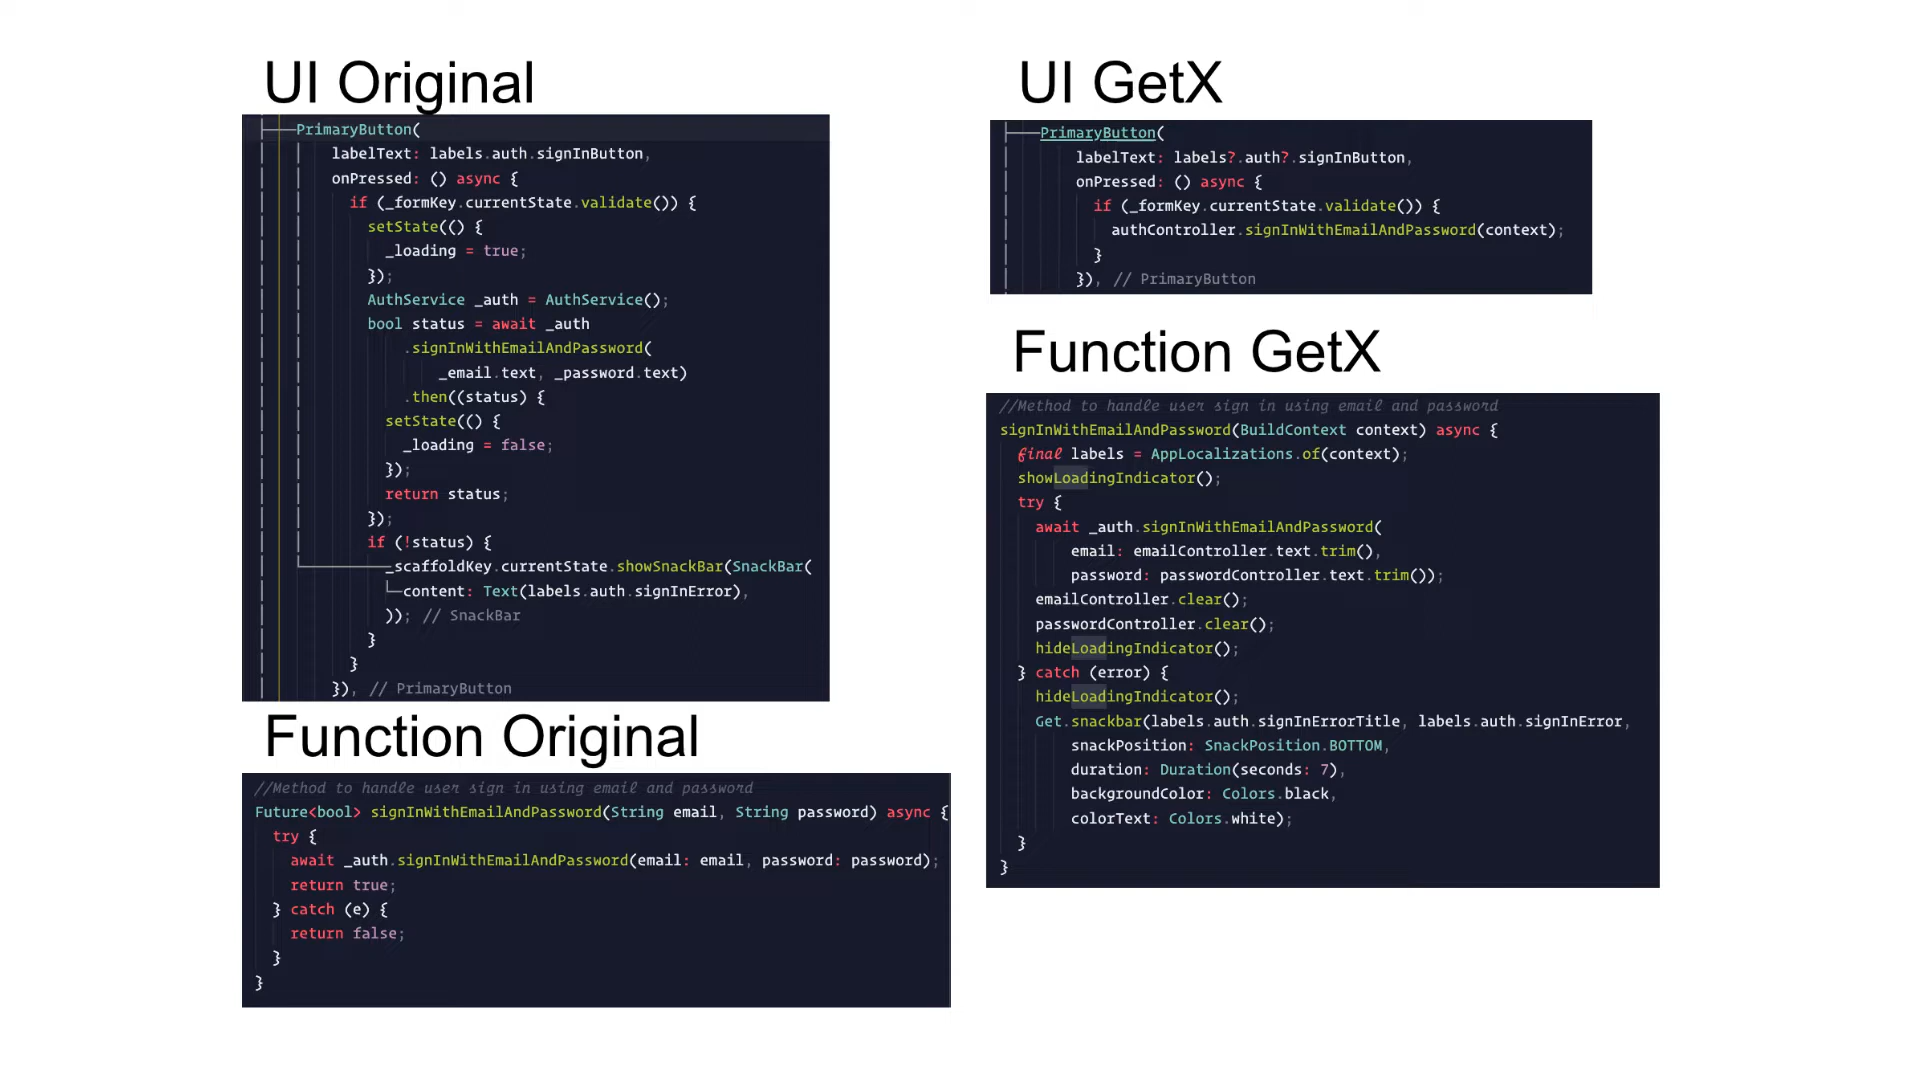 UI Original
PrimaryButton(
labelText: labels.auth.signInButton,
onPressed: () async {
if (_formKey.currentState.validate()) {
setState(() {
_loading = true;
});
AuthService _auth = AuthService();
bool status = await _auth
.signInWithEmailAndPassword(
_email.text, _password.text)
.then((status) {
setState(() {
_loading = false;
});
return status;
});
if (!status) {
_scaffoldKey.currentState.showSnackBar(SnackBar(
content: Text(labels.auth.signInError),
)); // SnackBar
}
}
}), // PrimaryButton
Function Original
//Method to handle user sign in using email and password
Future<bool> signInWithEmailAndPassword(String email, String password) async {
try {
await _auth.signInWithEmailAndPassword(email: email, password: password);
return true;
} catch (e) {
return false;
}
}
UI GetX
PrimaryButton(
labelText: labels?.auth?.signInButton,
onPressed: () async {
if (_formKey.currentState.validate()) {
authController.signInWithEmailAndPassword(context);
}
}), // PrimaryButton
Function GetX
//Method to handle user sign in using email and password
signInWithEmailAndPassword(BuildContext context) async {
final labels = AppLocalizations.of(context);
showLoadingIndicator();
try {
await _auth.signInWithEmailAndPassword(
email: emailController.text.trim(),
password: passwordController.text.trim());
emailController.clear();
passwordController.clear();
hideLoadingIndicator();
} catch (error) {
hideLoadingIndicator();
Get.snackbar(labels.auth.signInErrorTitle, labels.auth.signInError,
snackPosition: SnackPosition.BOTTOM,
duration: Duration(seconds: 7),
backgroundColor: Colors.black,
colorText: Colors.white);
}
}